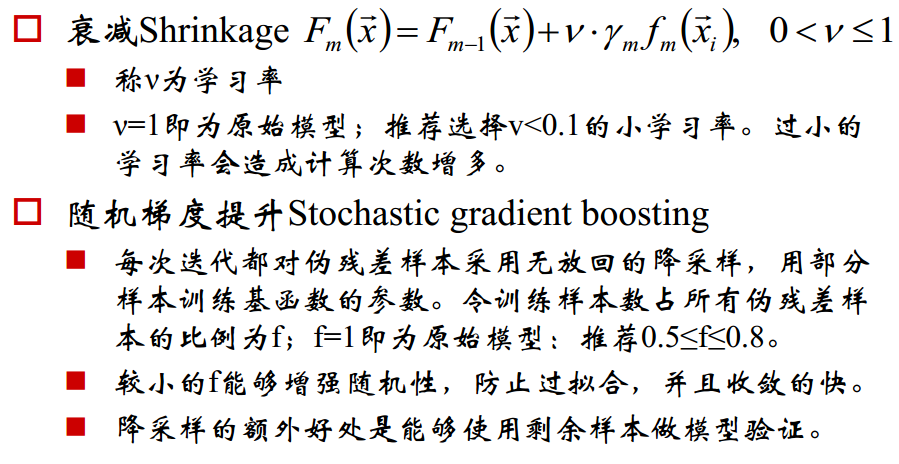 衰减Shrinkage $F_m(\vec{x}) = F_{m-1}(\vec{x}) + \nu \cdot \gamma_m f_m(\vec{x}_i), \quad 0 < \nu \leq 1$
称ν为学习率
ν=1即为原始模型；推荐选择v<0.1的小学习率。过小的
学习率会造成计算次数增多。
随机梯度提升Stochastic gradient boosting
每次迭代都对伪残差样本采用无放回的降采样，用部分
样本训练基函数的参数。令训练样本数占所有伪残差样
本的比例为f；f=1即为原始模型：推荐0.5≤f≤0.8。
较小的f能够增强随机性，防止过拟合，并且收敛的快。
降采样的额外好处是能够使用剩余样本做模型验证。